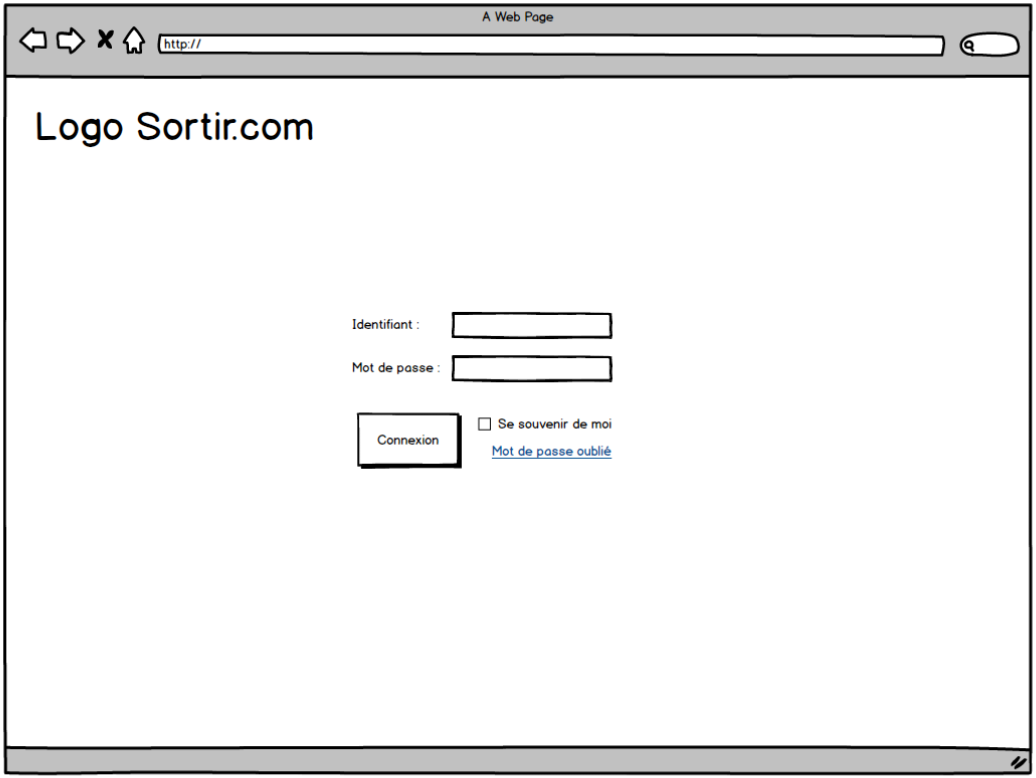 A Web Page
http://
Logo Sortir.com
Identifiant :
Mot de passe :
Connexion
Se souvenir de moi
Mot de passe oublié